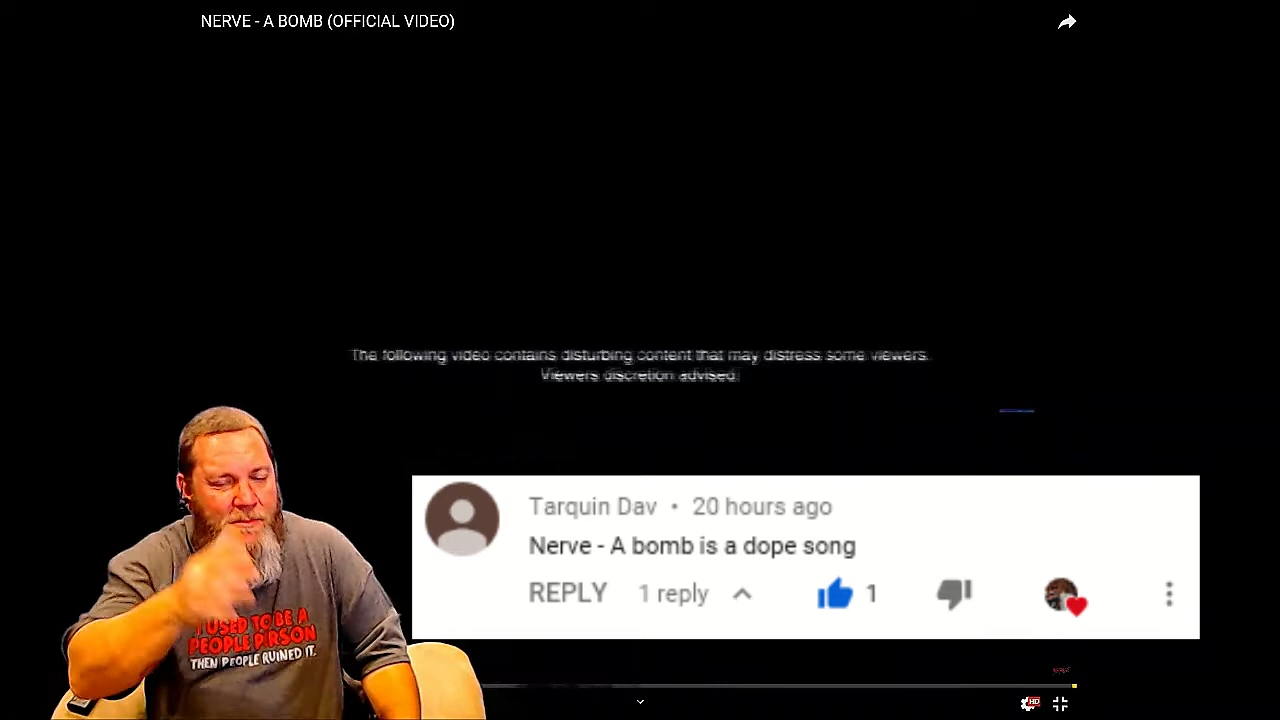 NERVE - A BOMB (OFFICIAL VIDEO)
The following video contains disturbing content that may distress some viewers.
Viewers discretion advised.
Tarquin Dav • 20 hours ago
Nerve - A bomb is a dope song
REPLY 1 reply 1
I USED TO BE A
PEOPLE PERSON
THEN PEOPLE RUINED IT.
HD